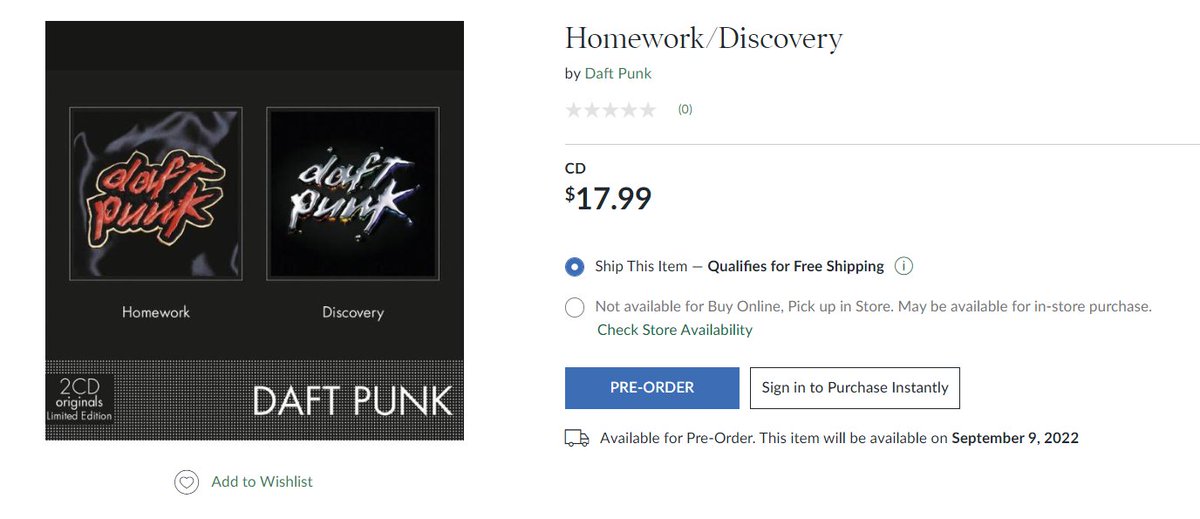 daft
punk
daft
punk
Homework
Discovery
2CD
originals
Limited Edition
DAFT PUNK
Add to Wishlist
Homework/Discovery
by Daft Punk
(0)
CD
$17.99
Ship This Item — Qualifies for Free Shipping i
Not available for Buy Online, Pick up in Store. May be available for in-store purchase.
Check Store Availability
PRE-ORDER
Sign in to Purchase Instantly
Available for Pre-Order. This item will be available on September 9, 2022